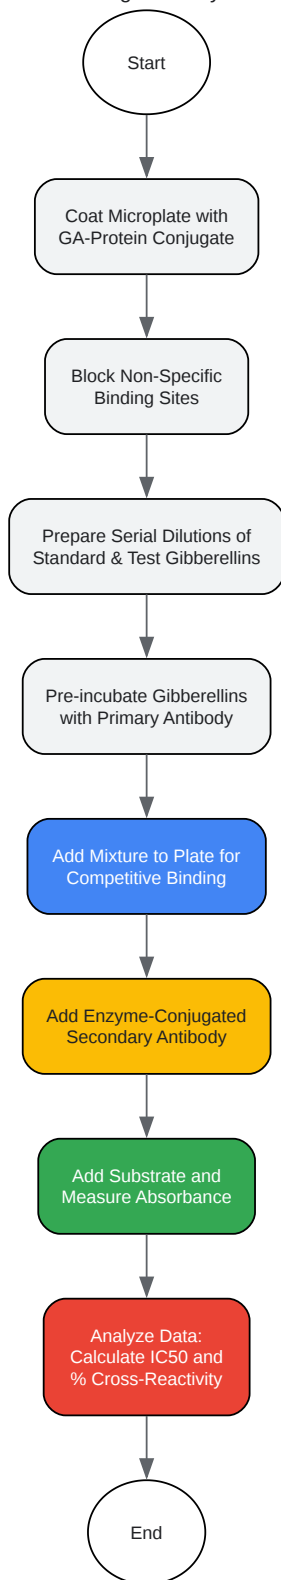 Start
Coat Microplate with
GA-Protein Conjugate
Block Non-Specific
Binding Sites
Prepare Serial Dilutions of
Standard & Test Gibberellins
Pre-incubate Gibberellins
with Primary Antibody
Add Mixture to Plate for
Competitive Binding
Add Enzyme-Conjugated
Secondary Antibody
Add Substrate and
Measure Absorbance
Analyze Data:
Calculate IC50 and
% Cross-Reactivity
End